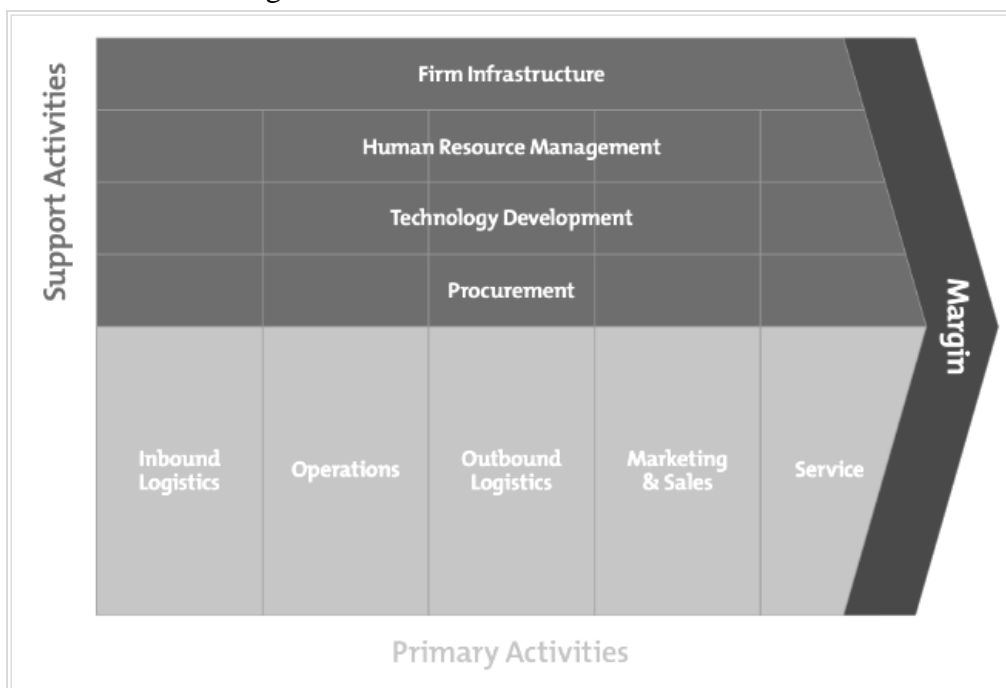 Support Activities
Firm Infrastructure
Human Resource Management
Technology Development
Procurement
Margin
Inbound
Logistics
Operations
Outbound
Logistics
Marketing
& Sales
Service
Primary Activities